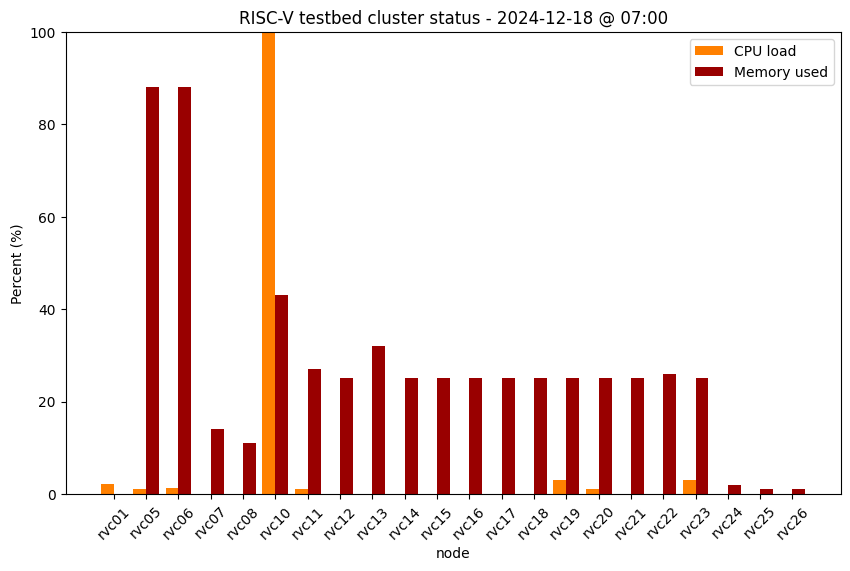 RISC-V testbed cluster status - 2024-12-18 @ 07:00
CPU load
Memory used
Percent (%)
100
80
60
40
20
0
rvc01 rvc05 rvc06 rvc07 rvc08 rvc10 rvc11 rvc12 rvc13 rvc14 rvc15 rvc16 rvc17 rvc18 rvc19 rvc20 rvc21 rvc22 rvc23 rvc24 rvc25 rvc26
node